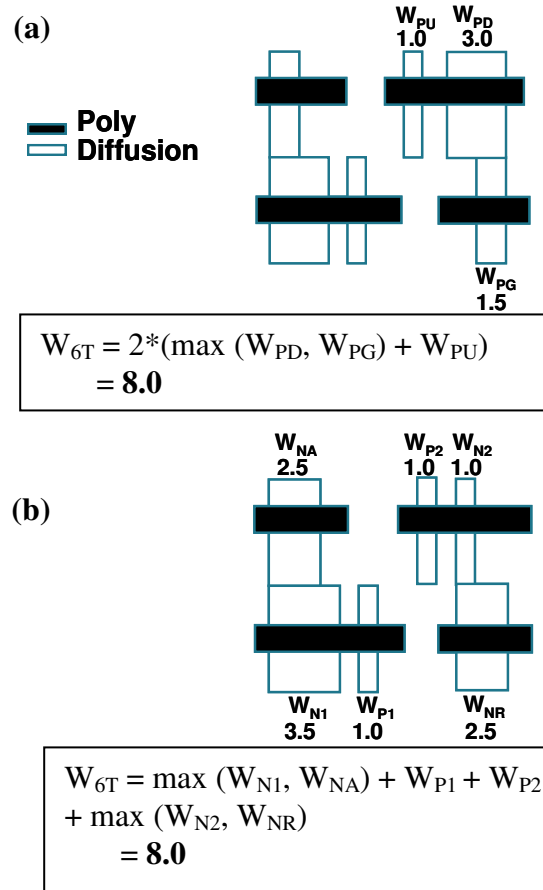 (a)
W_PU W_PD
1.0 3.0
Poly
Diffusion
W_PG
1.5
W_6T = 2*(max (W_PD, W_PG) + W_PU)
= 8.0
W_NA W_P2 W_N2
2.5 1.0 1.0
(b)
W_N1 W_P1 W_NR
3.5 1.0 2.5
W_6T = max (W_N1, W_NA) + W_P1 + W_P2
+ max (W_N2, W_NR)
= 8.0